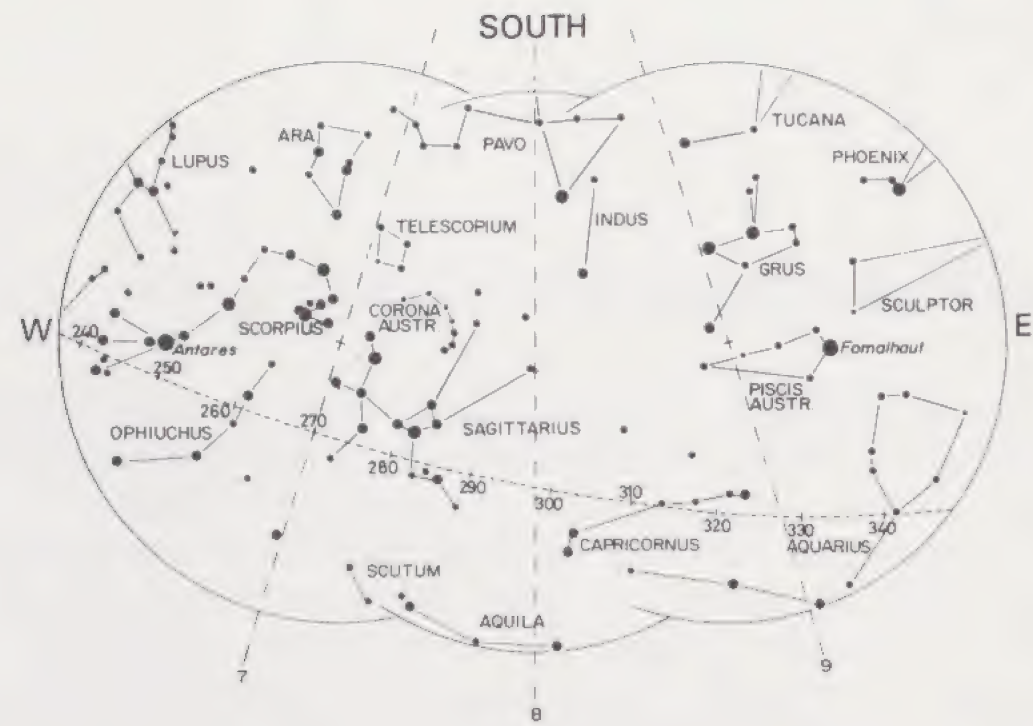 SOUTH
TUCANA
ARA
PAVO
LUPUS
PHOENIX
TELESCOPIUM
INDUS
GRUS
SCULPTOR
CORONA
AUSTR.
SCORPIUS
W
E
240
Antares
Fomalhaut
250
PISCIS
AUSTR.
260
270
OPHIUCHUS
SAGITTARIUS
280
290
300
310
320
330
340
CAPRICORNUS
AQUARIUS
SCUTUM
AQUILA
7
9
8